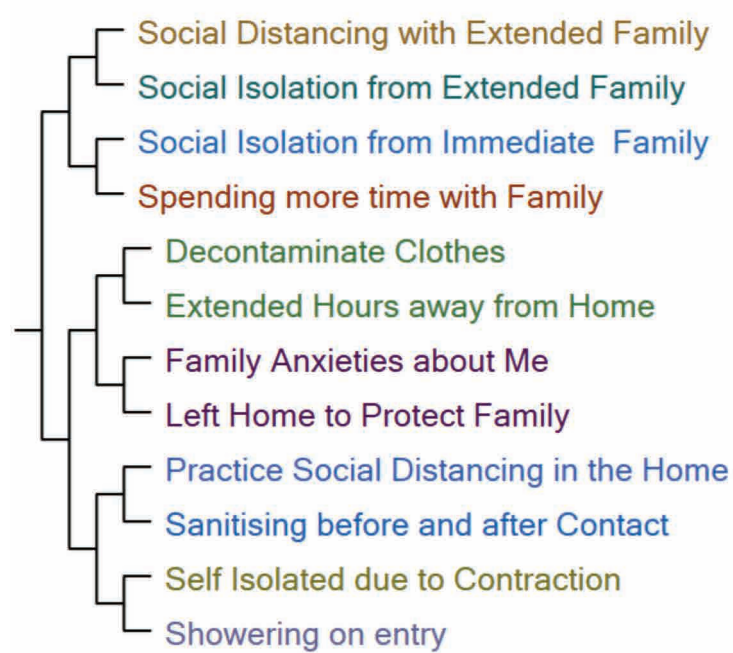 Social Distancing with Extended Family
Social Isolation from Extended Family
Social Isolation from Immediate Family
Spending more time with Family
Decontaminate Clothes
Extended Hours away from Home
Family Anxieties about Me
Left Home to Protect Family
Practice Social Distancing in the Home
Sanitising before and after Contact
Self Isolated due to Contraction
Showering on entry